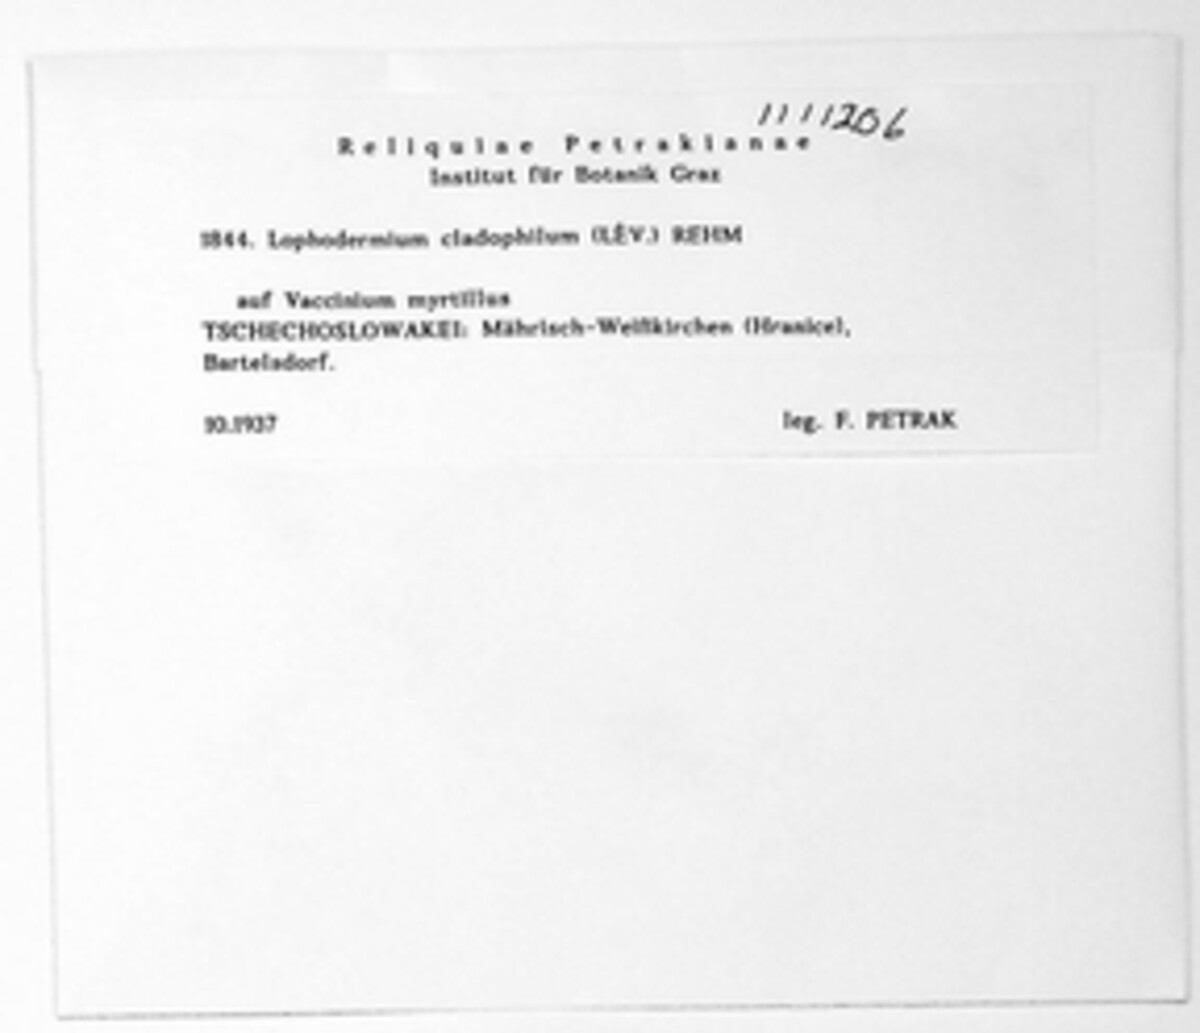 1111206
Reliquiae Petrakianae
Institut für Botanik Graz
1844. Lophodermium cladophilum (LÉV.) REHM
auf Vaccinium myrtillus
TSCHECHOSLOWAKEI: Mährisch-Weißkirchen (Hranice),
Bartelsdorf.
10.1937
leg. F. PETRAK